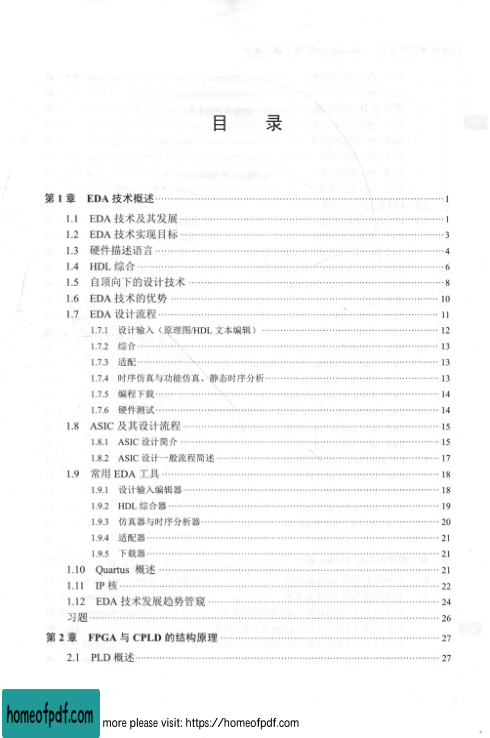 目 录
第 1 章 EDA 技术概述 1
1.1 EDA 技术及其发展 1
1.2 EDA 技术实现目标 3
1.3 硬件描述语言 4
1.4 HDL 综合 6
1.5 自顶向下的设计技术 8
1.6 EDA 技术的优势 10
1.7 EDA 设计流程 11
1.7.1 设计输入（原理图/HDL 文本编辑） 12
1.7.2 综合 13
1.7.3 适配 13
1.7.4 时序仿真与功能仿真、静态时序分析 13
1.7.5 编程下载 14
1.7.6 硬件测试 14
1.8 ASIC 及其设计流程 15
1.8.1 ASIC 设计简介 15
1.8.2 ASIC 设计一般流程简述 17
1.9 常用 EDA 工具 18
1.9.1 设计输入编辑器 18
1.9.2 HDL 综合器 19
1.9.3 仿真器与时序分析器 20
1.9.4 适配器 21
1.9.5 下载器 21
1.10 Quartus 概述 21
1.11 IP 核 22
1.12 EDA 技术发展趋势管窥 24
习题 26
第 2 章 FPGA 与 CPLD 的结构原理 27
2.1 PLD 概述 27
homeofpdf.com more please visit: https://homeofpdf.com